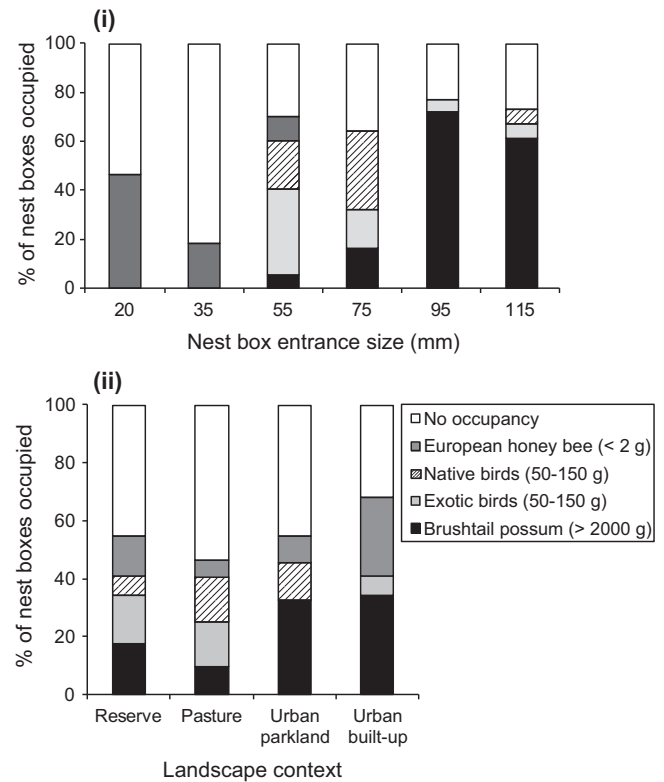 (i)
% of nest boxes occupied
100
80
60
40
20
0
20 35 55 75 95 115
Nest box entrance size (mm)
(ii)
% of nest boxes occupied
100
80
60
40
20
0
No occupancy
European honey bee (< 2 g)
Native birds (50-150 g)
Exotic birds (50-150 g)
Brushtail possum (> 2000 g)
Reserve Pasture Urban Urban
parkland built-up
Landscape context